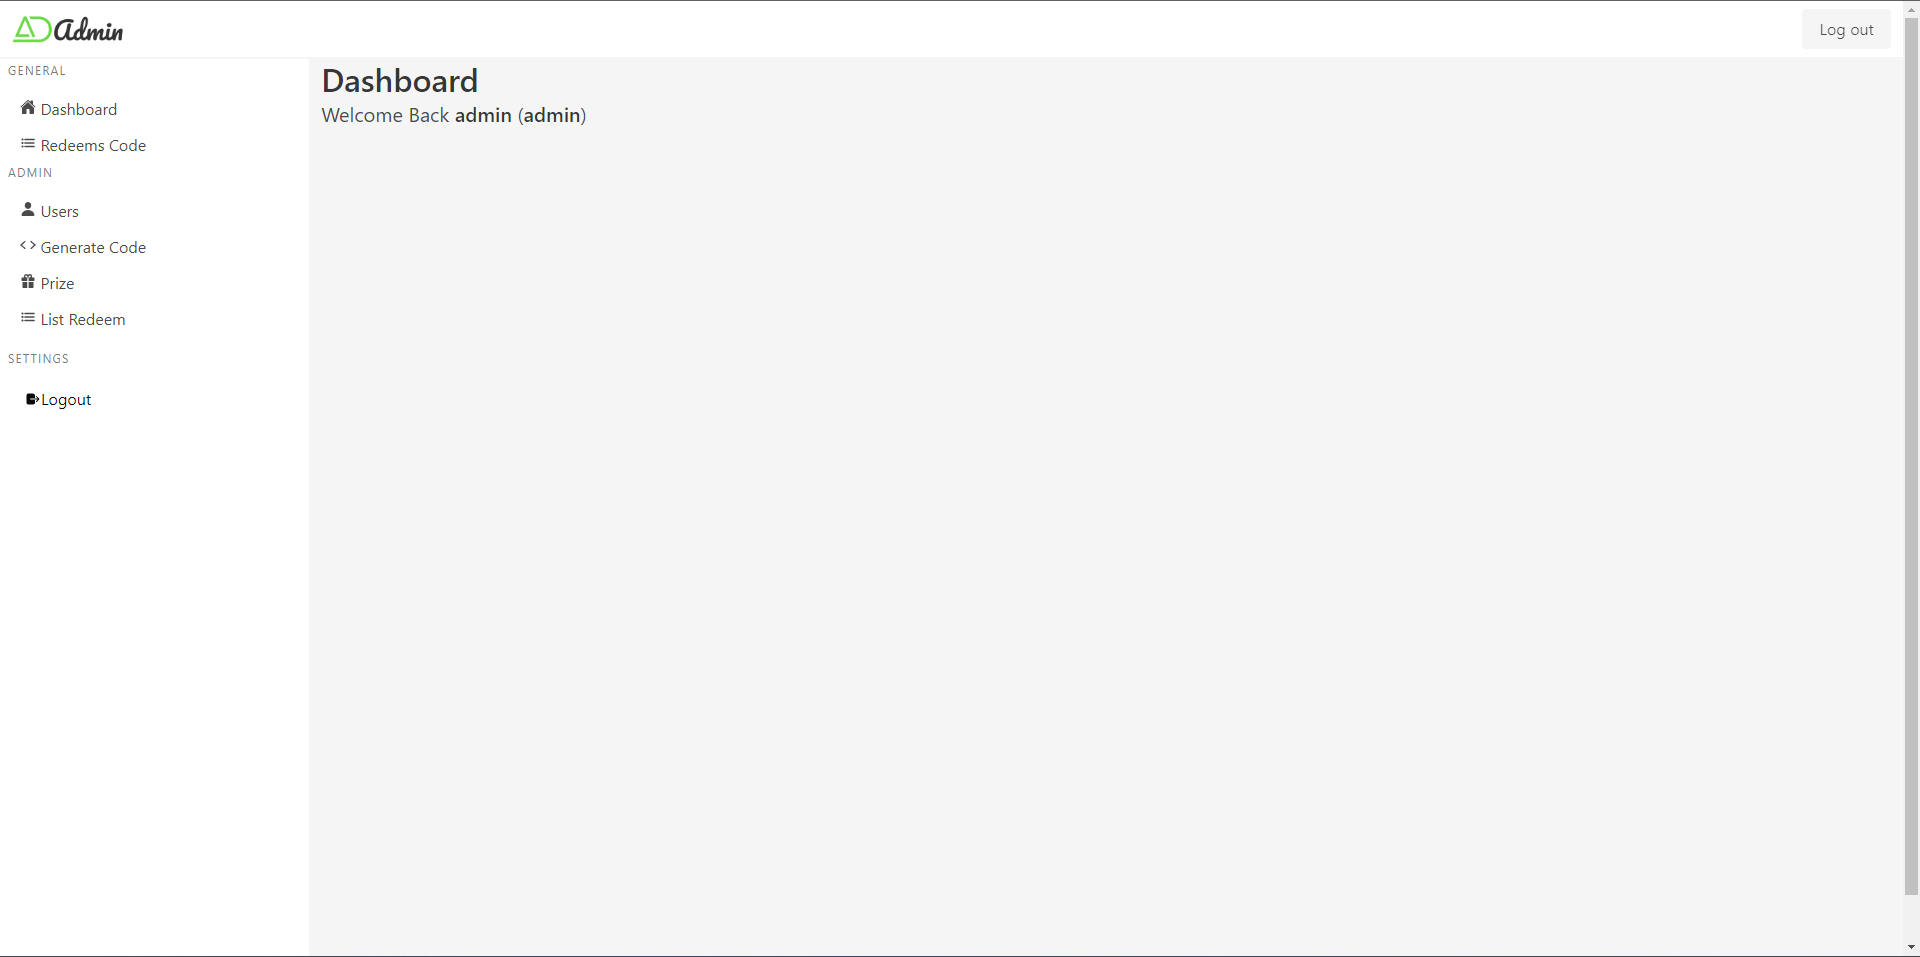 AD Admin
Log out
GENERAL
Dashboard
Redeems Code
ADMIN
Users
Generate Code
Prize
List Redeem
SETTINGS
Logout
Dashboard
Welcome Back admin (admin)